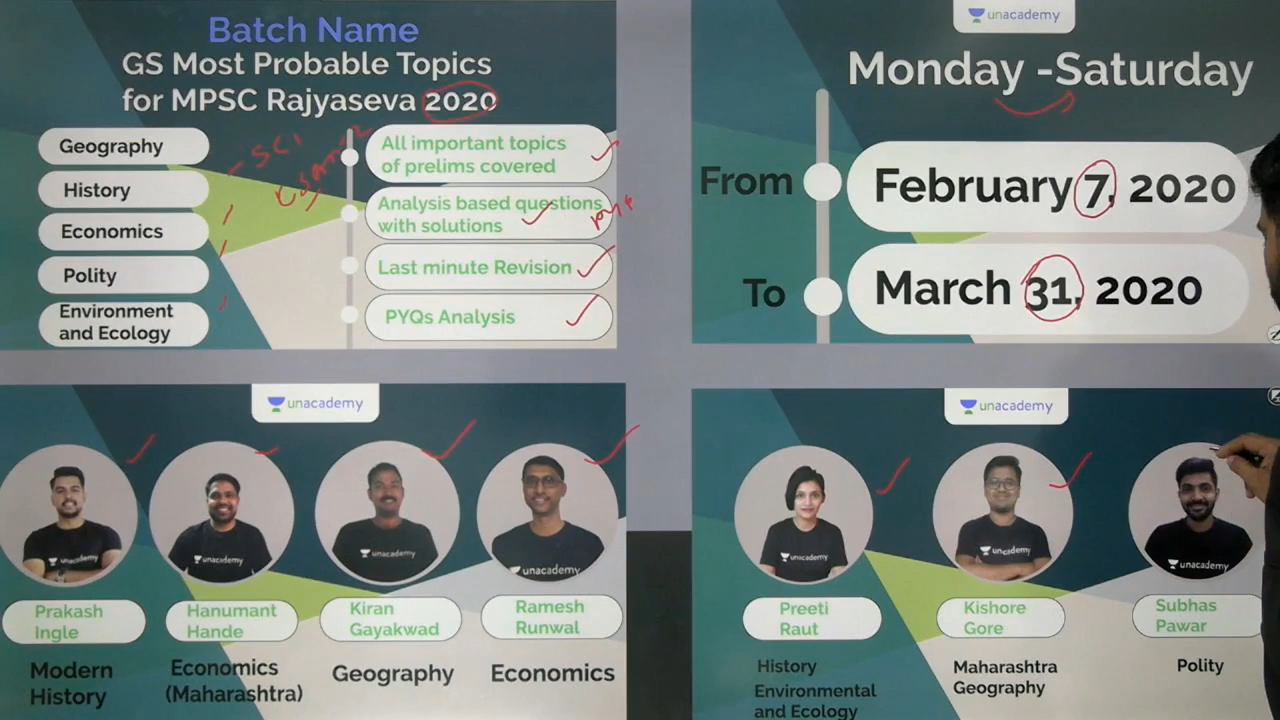 Batch Name
GS Most Probable Topics
for MPSC Rajyaseva 2020
Geography
History
Economics
Polity
Environment
and Ecology
SCI
All important topics
of prelims covered
Analysis based questions
with solutions
Last minute Revision
PYQs Analysis
unacademy
Monday -Saturday
From
February 7, 2020
To
March 31, 2020
unacademy
unacademy
unacademy
unacademy
unacademy
Prakash
Ingle
Hanumant
Hande
Kiran
Gayakwad
Ramesh
Runwal
Modern
History
Economics
(Maharashtra)
Geography
Economics
unacademy
unacademy
unacademy
unacademy
Preeti
Raut
Kishore
Gore
Subhas
Pawar
History
Environmental
and Ecology
Maharashtra
Geography
Polity